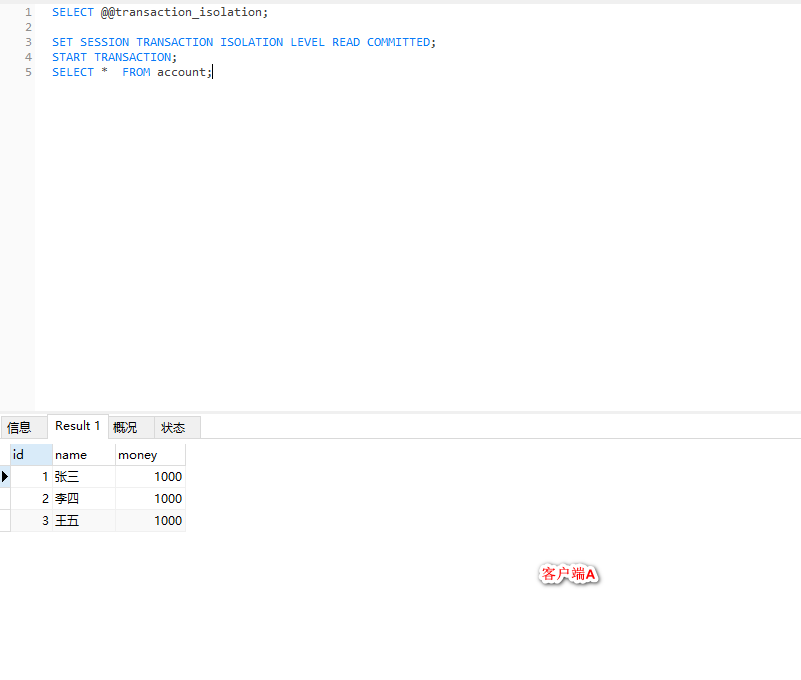 1 SELECT @@transaction_isolation;
2
3 SET SESSION TRANSACTION ISOLATION LEVEL READ COMMITTED;
4 START TRANSACTION;
5 SELECT *  FROM account;
信息 Result 1 概况 状态
id name money
1 张三 1000
2 李四 1000
3 王五 1000
客户端A